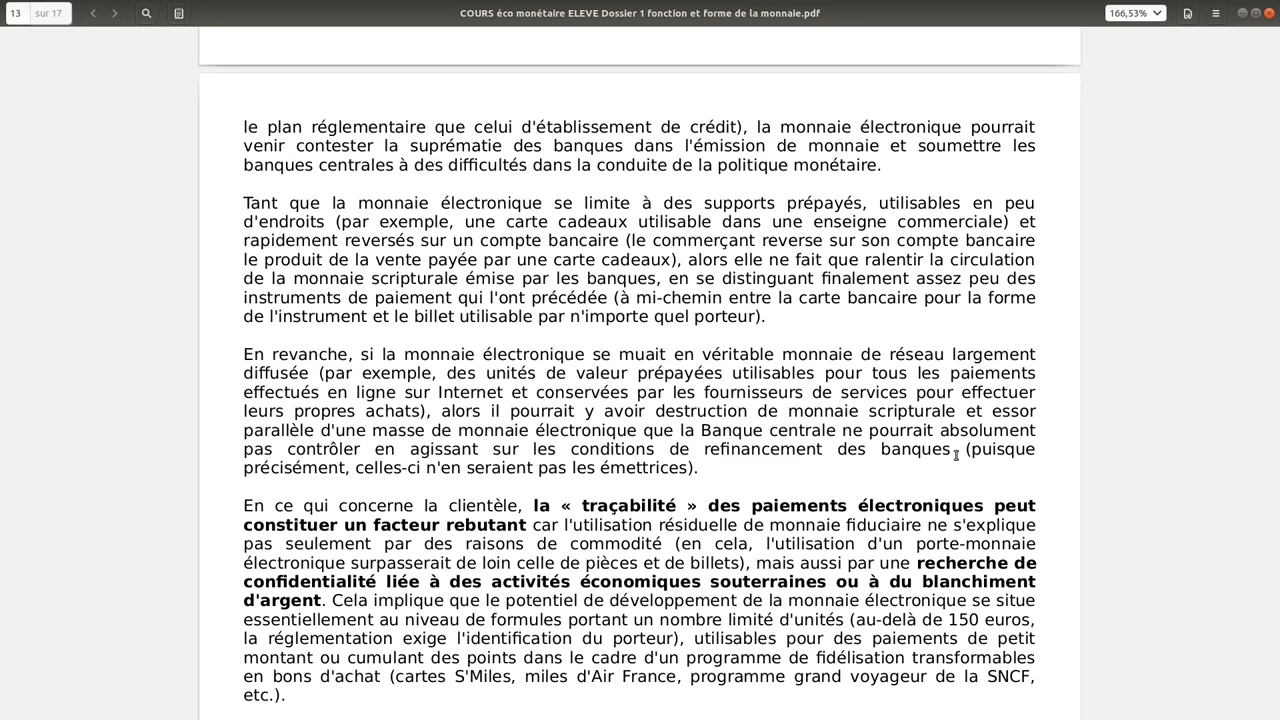 13 sur 17
COURS éco monétaire ELEVE Dossier 1 fonction et forme de la monnaie.pdf
166,53%
le plan réglementaire que celui d'établissement de crédit), la monnaie électronique pourrait
venir contester la suprématie des banques dans l'émission de monnaie et soumettre les
banques centrales à des difficultés dans la conduite de la politique monétaire.
Tant que la monnaie électronique se limite à des supports prépayés, utilisables en peu
d'endroits (par exemple, une carte cadeaux utilisable dans une enseigne commerciale) et
rapidement reversés sur un compte bancaire (le commerçant reverse sur son compte bancaire
le produit de la vente payée par une carte cadeaux), alors elle ne fait que ralentir la circulation
de la monnaie scripturale émise par les banques, en se distinguant finalement assez peu des
instruments de paiement qui l'ont précédée (à mi-chemin entre la carte bancaire pour la forme
de l'instrument et le billet utilisable par n'importe quel porteur).
En revanche, si la monnaie électronique se muait en véritable monnaie de réseau largement
diffusée (par exemple, des unités de valeur prépayées utilisables pour tous les paiements
effectués en ligne sur Internet et conservées par les fournisseurs de services pour effectuer
leurs propres achats), alors il pourrait y avoir destruction de monnaie scripturale et essor
parallèle d'une masse de monnaie électronique que la Banque centrale ne pourrait absolument
pas contrôler en agissant sur les conditions de refinancement des banques (puisque
précisément, celles-ci n'en seraient pas les émettrices).
En ce qui concerne la clientèle, la « traçabilité » des paiements électroniques peut
constituer un facteur rebutant car l'utilisation résiduelle de monnaie fiduciaire ne s'explique
pas seulement par des raisons de commodité (en cela, l'utilisation d'un porte-monnaie
électronique surpasserait de loin celle de pièces et de billets), mais aussi par une recherche de
confidentialité liée à des activités économiques souterraines ou à du blanchiment
d'argent. Cela implique que le potentiel de développement de la monnaie électronique se situe
essentiellement au niveau de formules portant un nombre limité d'unités (au-delà de 150 euros,
la réglementation exige l'identification du porteur), utilisables pour des paiements de petit
montant ou cumulant des points dans le cadre d'un programme de fidélisation transformables
en bons d'achat (cartes S'Miles, miles d'Air France, programme grand voyageur de la SNCF,
etc.).